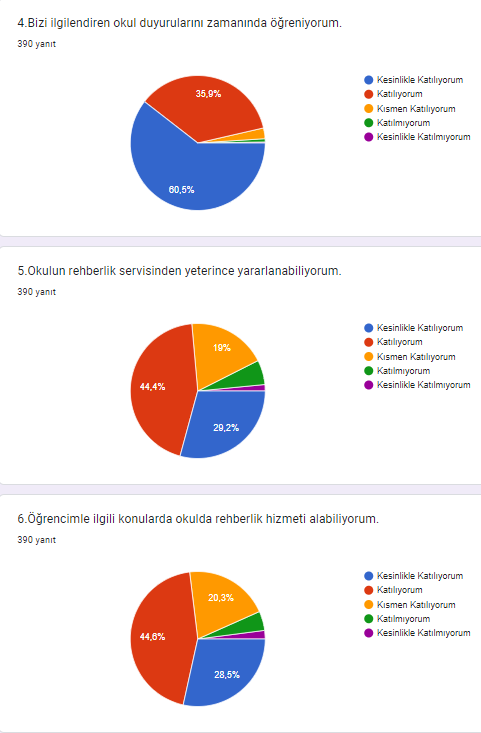 4.Bizi ilgilendiren okul duyurularını zamanında öğreniyorum.
390 yanıt
35,9%
60,5%
Kesinlikle Katılıyorum
Katılıyorum
Kısmen Katılıyorum
Katılmıyorum
Kesinlikle Katılmıyorum
5.Okulun rehberlik servisinden yeterince yararlanabiliyorum.
390 yanıt
19%
44,4%
29,2%
Kesinlikle Katılıyorum
Katılıyorum
Kısmen Katılıyorum
Katılmıyorum
Kesinlikle Katılmıyorum
6.Öğrencimle ilgili konularda okulda rehberlik hizmeti alabiliyorum.
390 yanıt
20,3%
44,6%
28,5%
Kesinlikle Katılıyorum
Katılıyorum
Kısmen Katılıyorum
Katılmıyorum
Kesinlikle Katılmıyorum